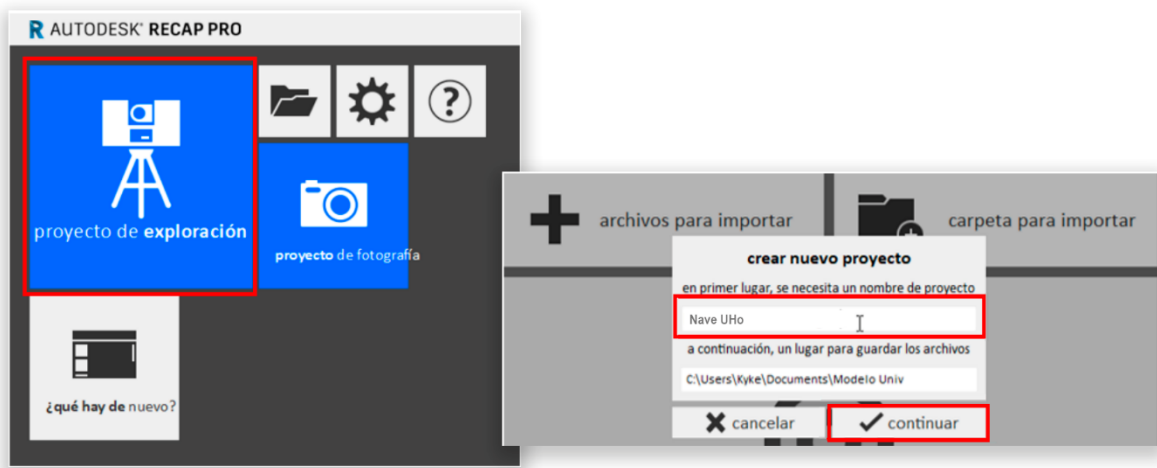 AUTODESK® RECAP PRO
?
proyecto de exploración
proyecto de fotografía
¿qué hay de nuevo?
archivos para importar
carpeta para importar
crear nuevo proyecto
en primer lugar, se necesita un nombre de proyecto
Nave UHo
a continuación, un lugar para guardar los archivos
C:\Users\Kyke\Documents\Modelo Univ
cancelar
continuar